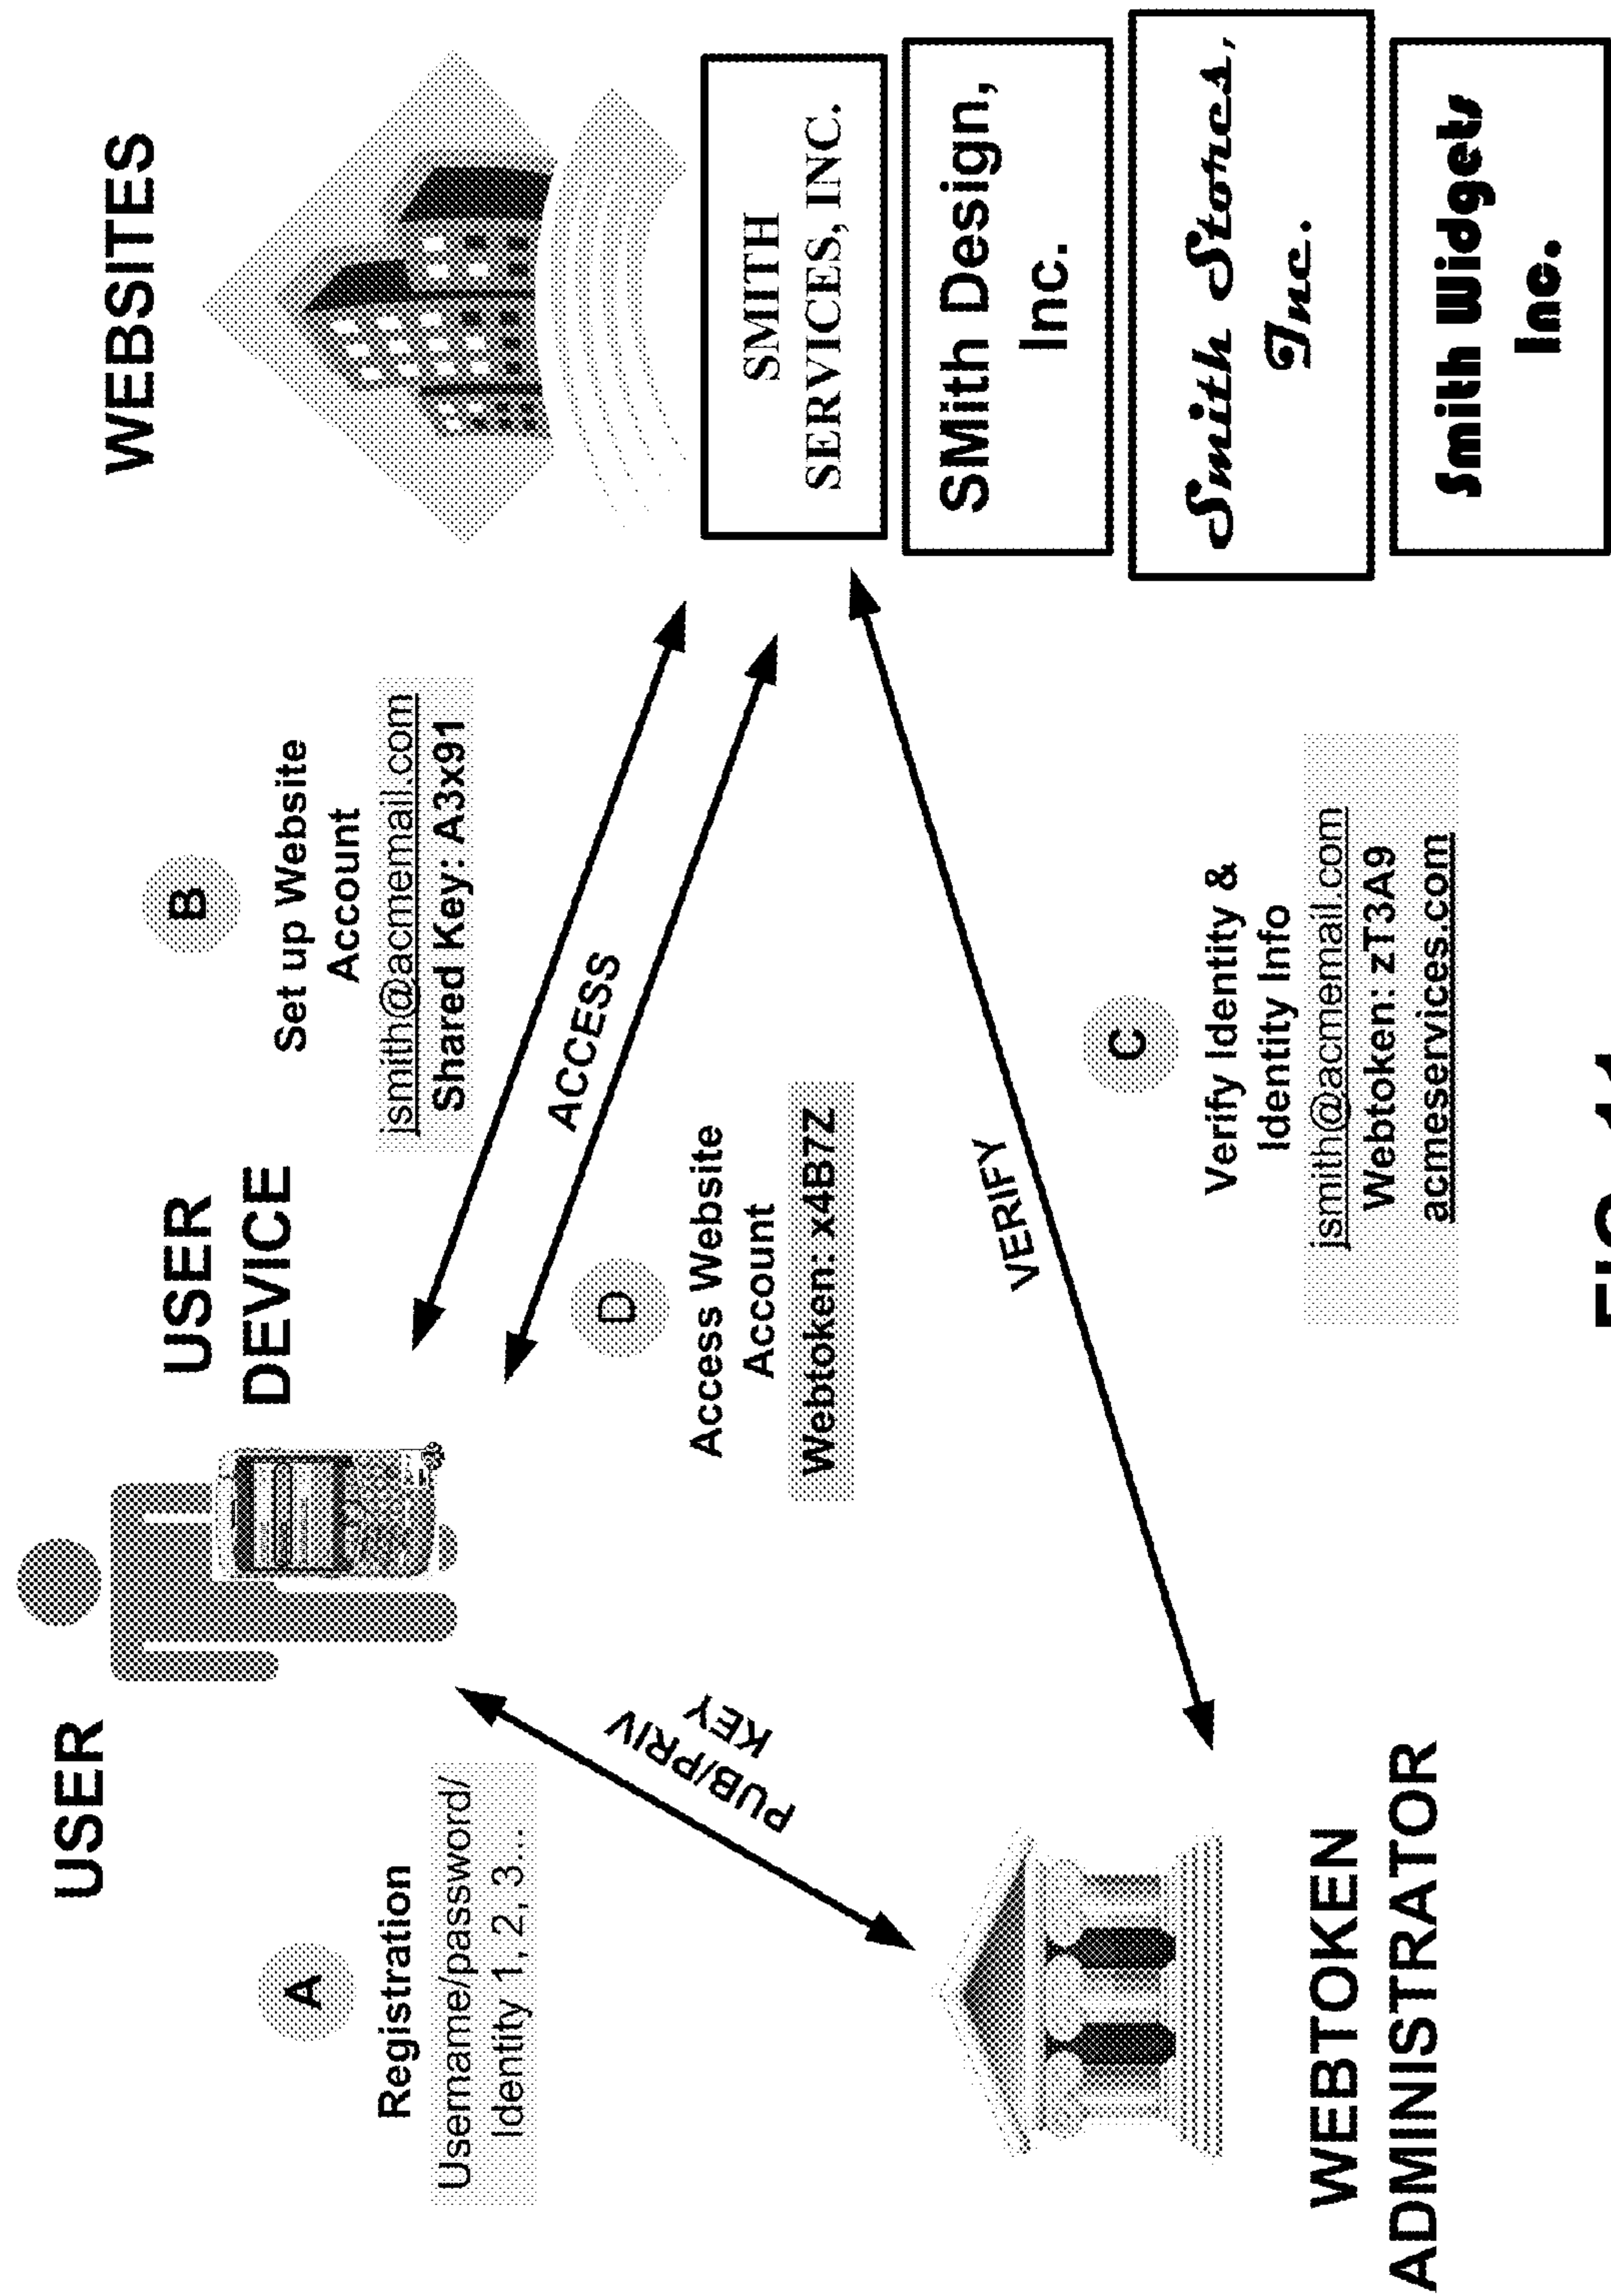 USER
USER
DEVICE
WEBSITES
A
Registration
Username/password/
Identity 1, 2, 3...
B
Set up Website
Account
jsmith@acmemail.com
Shared Key: A3x91
ACCESS
PUB/PRIV
KEY
D
Access Website
Account
Webtoken: x4B7Z
VERIFY
C
Verify Identity &
Identity Info
jsmith@acmemail.com
Webtoken: zT3A9
acmeservices.com
SMITH
SERVICES, INC.
SMith Design,
Inc.
Smith Stores,
Inc.
Smith Widgets
Inc.
WEBTOKEN
ADMINISTRATOR